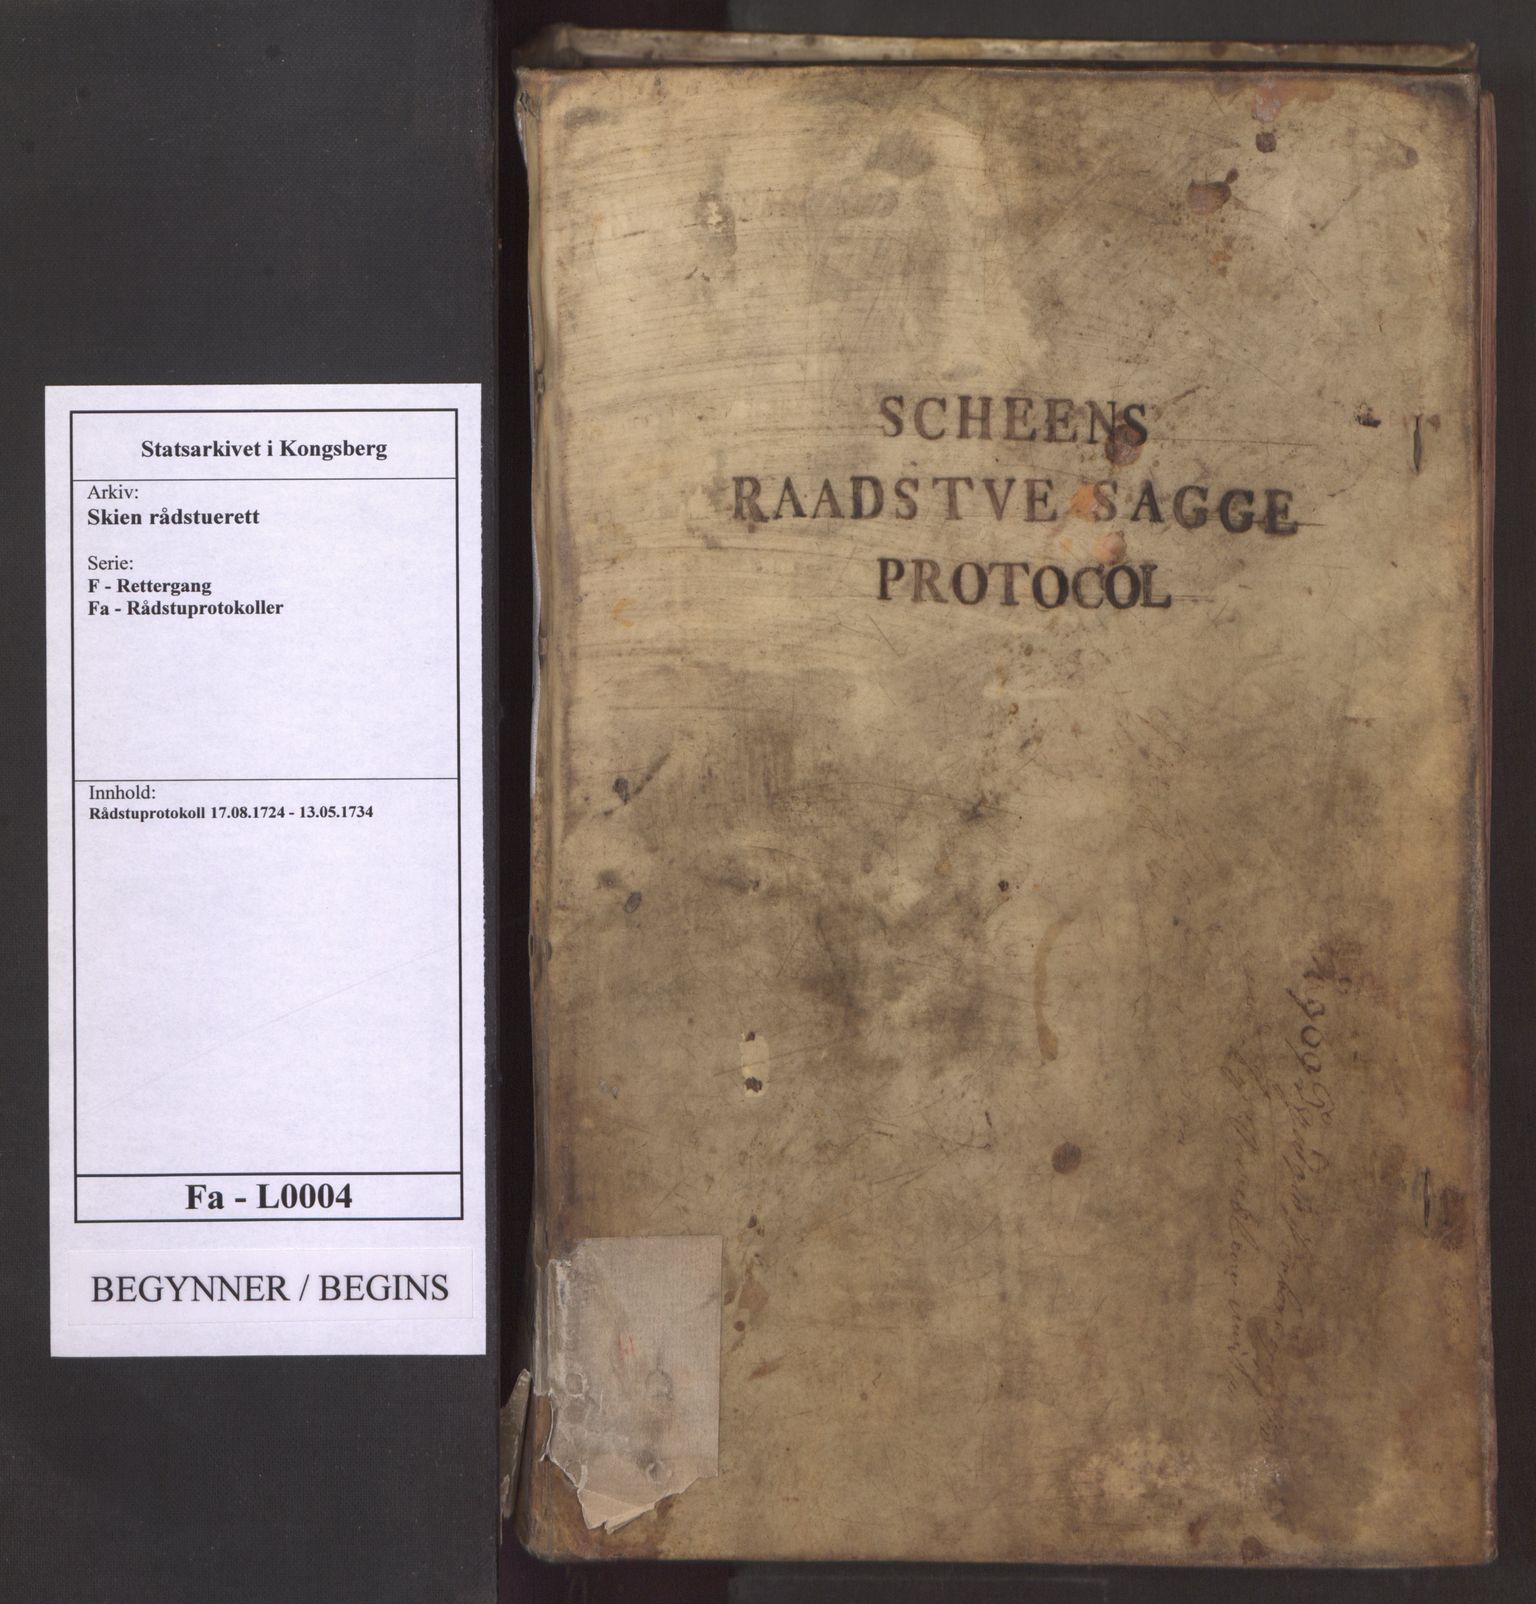 Statsarkivet i Kongsberg
Arkiv:
Skien rådstuerett
Serie:
F - Rettergang
Fa - Rådstuprotokoller
Innhold:
Rådstuprotokoll 17.08.1724 - 13.05.1734
Fa - L0004
BEGYNNER / BEGINS
SCHEENS
RAADSTVE SAGGE
PROTOCOL